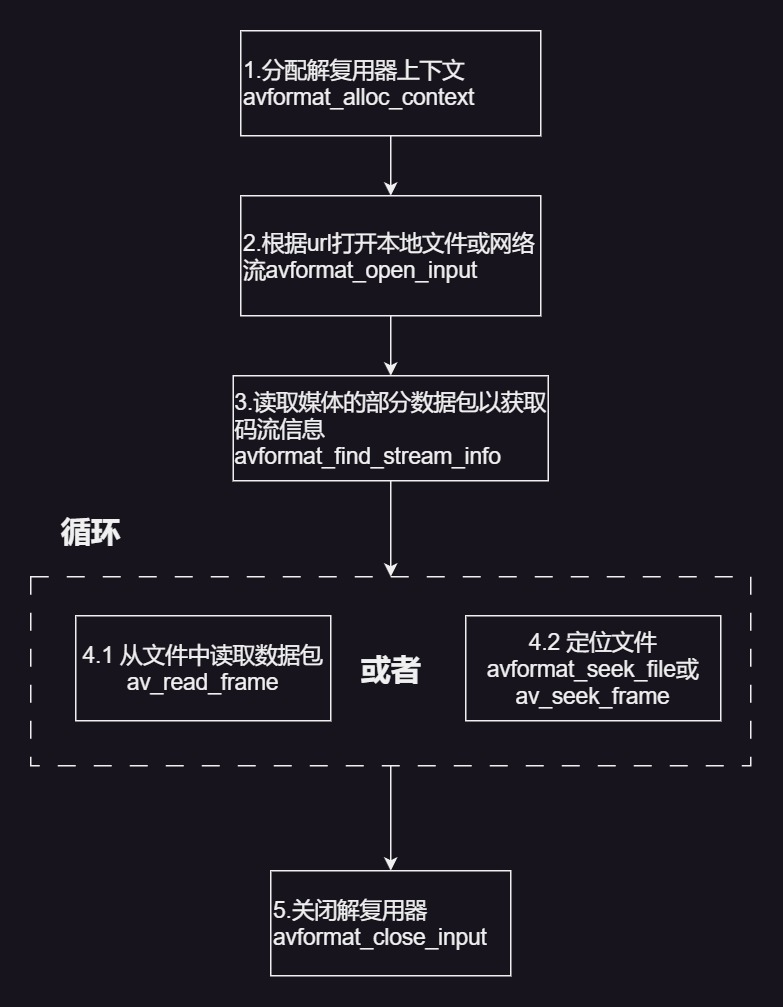 1.分配解复用器上下文
avformat_alloc_context
2.根据url打开本地文件或网络
流avformat_open_input
3.读取媒体的部分数据包以获取
码流信息
avformat_find_stream_info
循环
4.1 从文件中读取数据包
av_read_frame
或者
4.2 定位文件
avformat_seek_file或
av_seek_frame
5.关闭解复用器
avformat_close_input